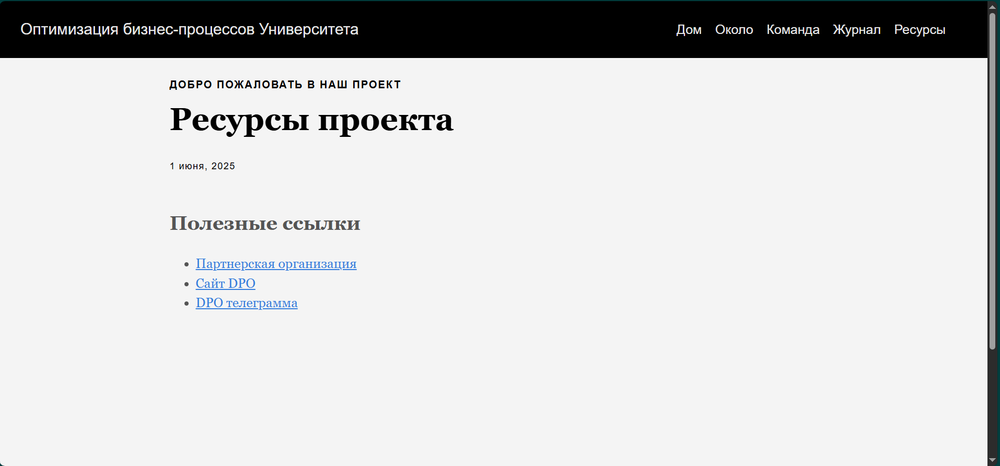 Оптимизация бизнес-процессов Университета
Дом Около Команда Журнал Ресурсы
ДОБРО ПОЖАЛОВАТЬ В НАШ ПРОЕКТ
Ресурсы проекта
1 июня, 2025
Полезные ссылки
Партнерская организация
Сайт DPO
DPO телеграмма